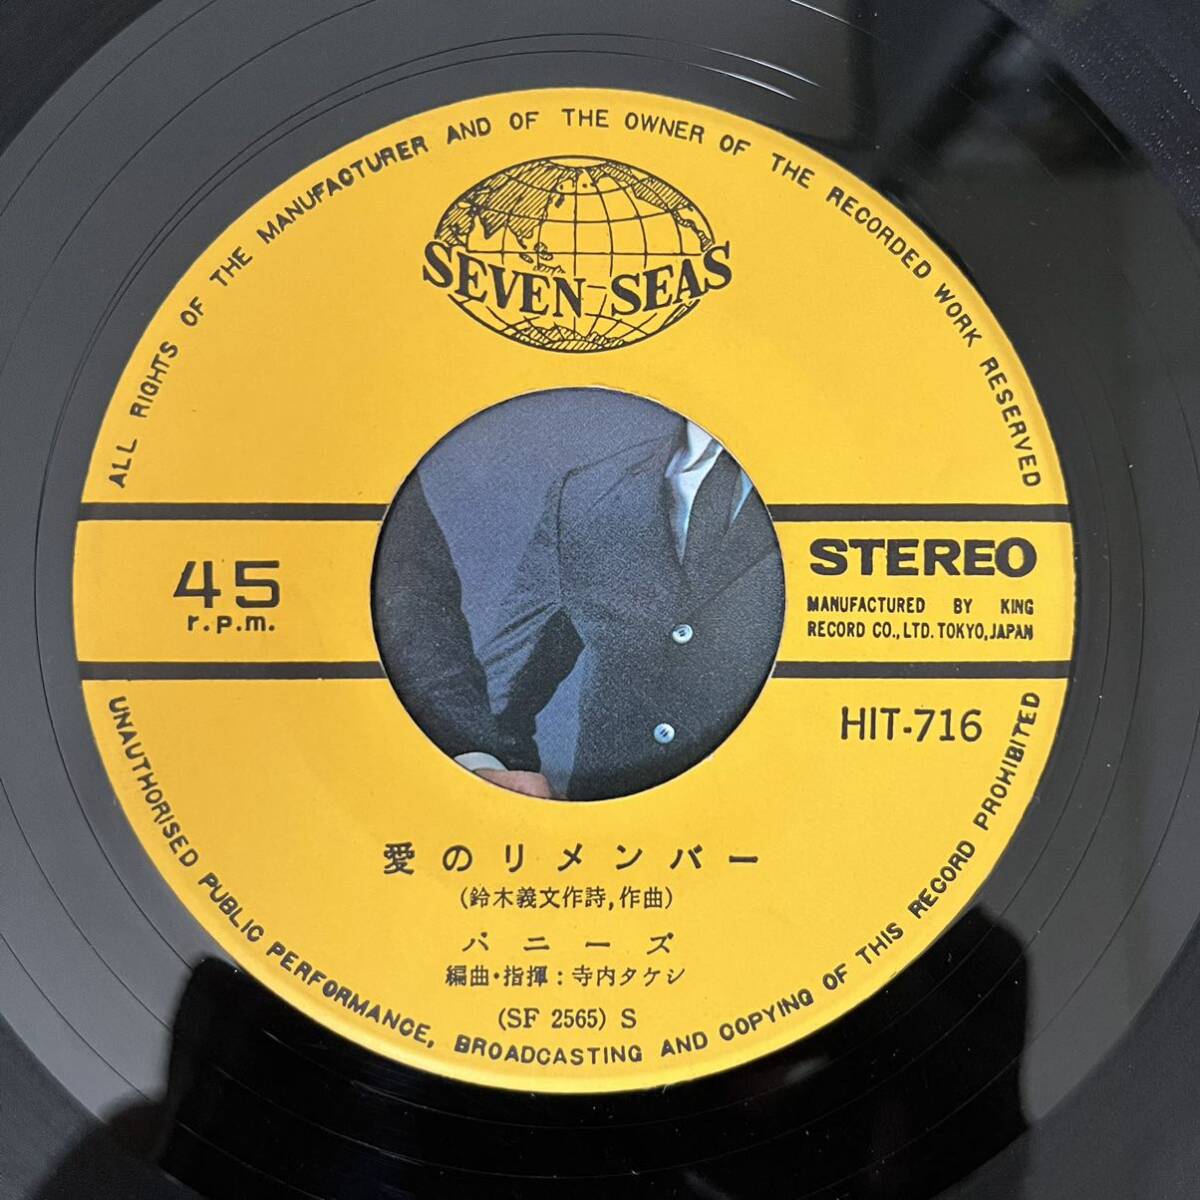 ALL RIGHTS OF THE MANUFACTURER AND OF THE OWNER OF THE RECORDED WORK RESERVED
SEVEN SEAS
45
r.p.m.
STEREO
MANUFACTURED BY KING
RECORD CO., LTD. TOKYO, JAPAN
HIT-716
愛のリメンバー
(鈴木義文作詩,作曲)
バニーズ
編曲・指揮:寺内タケシ
(SF 2565) S
UNAUTHORISED PUBLIC PERFORMANCE, BROADCASTING AND COPYING OF THIS RECORD PROHIBITED